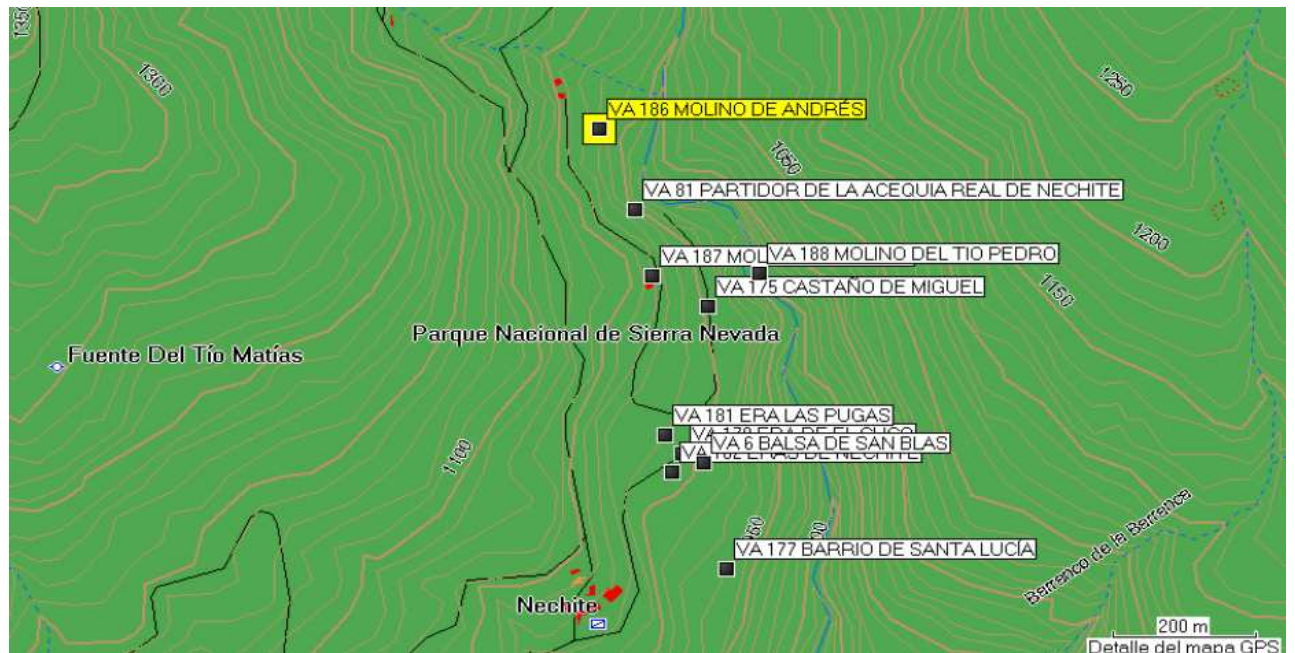 1350
1300
1250
VA 186 MOLINO DE ANDRÉS
1050
VA 81 PARTIDOR DE LA ACEQUIA REAL DE NECHITE
1200
VA 187 MOL
VA 188 MOLINO DEL TIO PEDRO
VA 175 CASTAÑO DE MIGUEL
1150
Parque Nacional de Sierra Nevada
Fuente Del Tío Matías
VA 181 ERA LAS PUGAS
VA 6 BALSA DE SAN BLAS
1100
VA 177 BARRIO DE SANTA LUCÍA
Barranco de la Barranca
Nechite
200 m
Detalle del mapa GPS